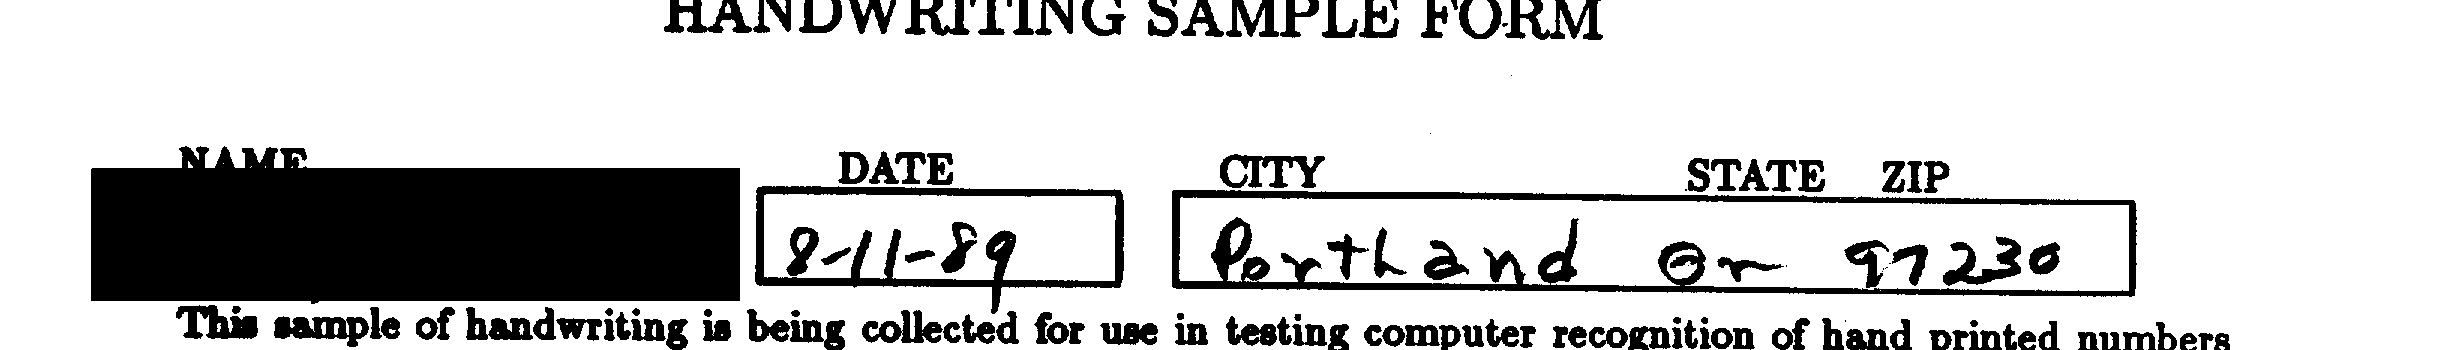 HANDWRITING SAMPLE FORM
NAME DATE CITY STATE ZIP
8-11-89 Portland Or 97230
This sample of handwriting is being collected for use in testing computer recognition of hand printed numbers